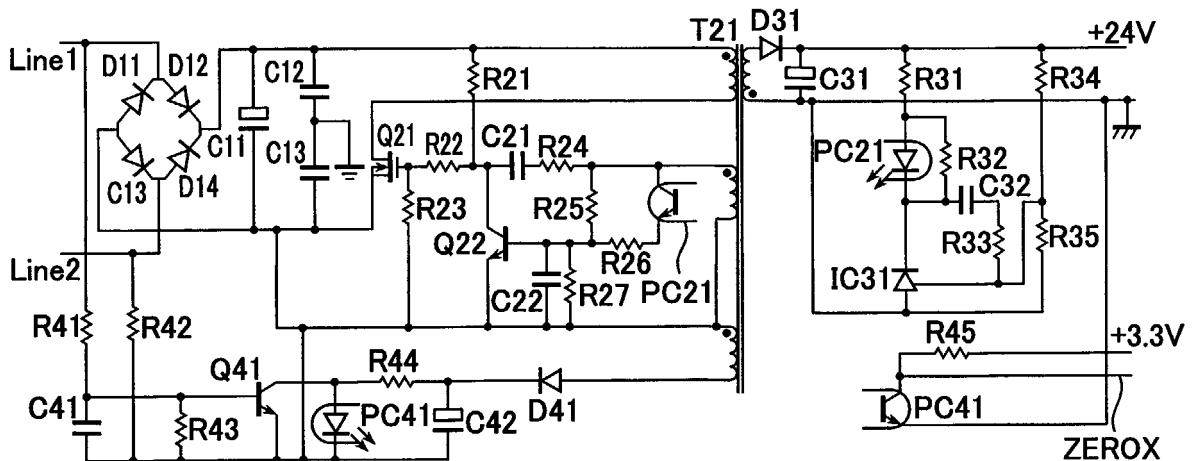 T21
D31
+24V
Line1
D11
D12
C12
R21
C31
R31
R34
C11
C13
Q21
R22
C21
R24
PC21
R32
C32
C13
D14
R23
R25
R33
R35
Q22
R26
Line2
C22
R27
PC21
IC31
R41
R42
R45
+3.3V
Q41
R44
C41
R43
PC41
C42
D41
PC41
ZEROX